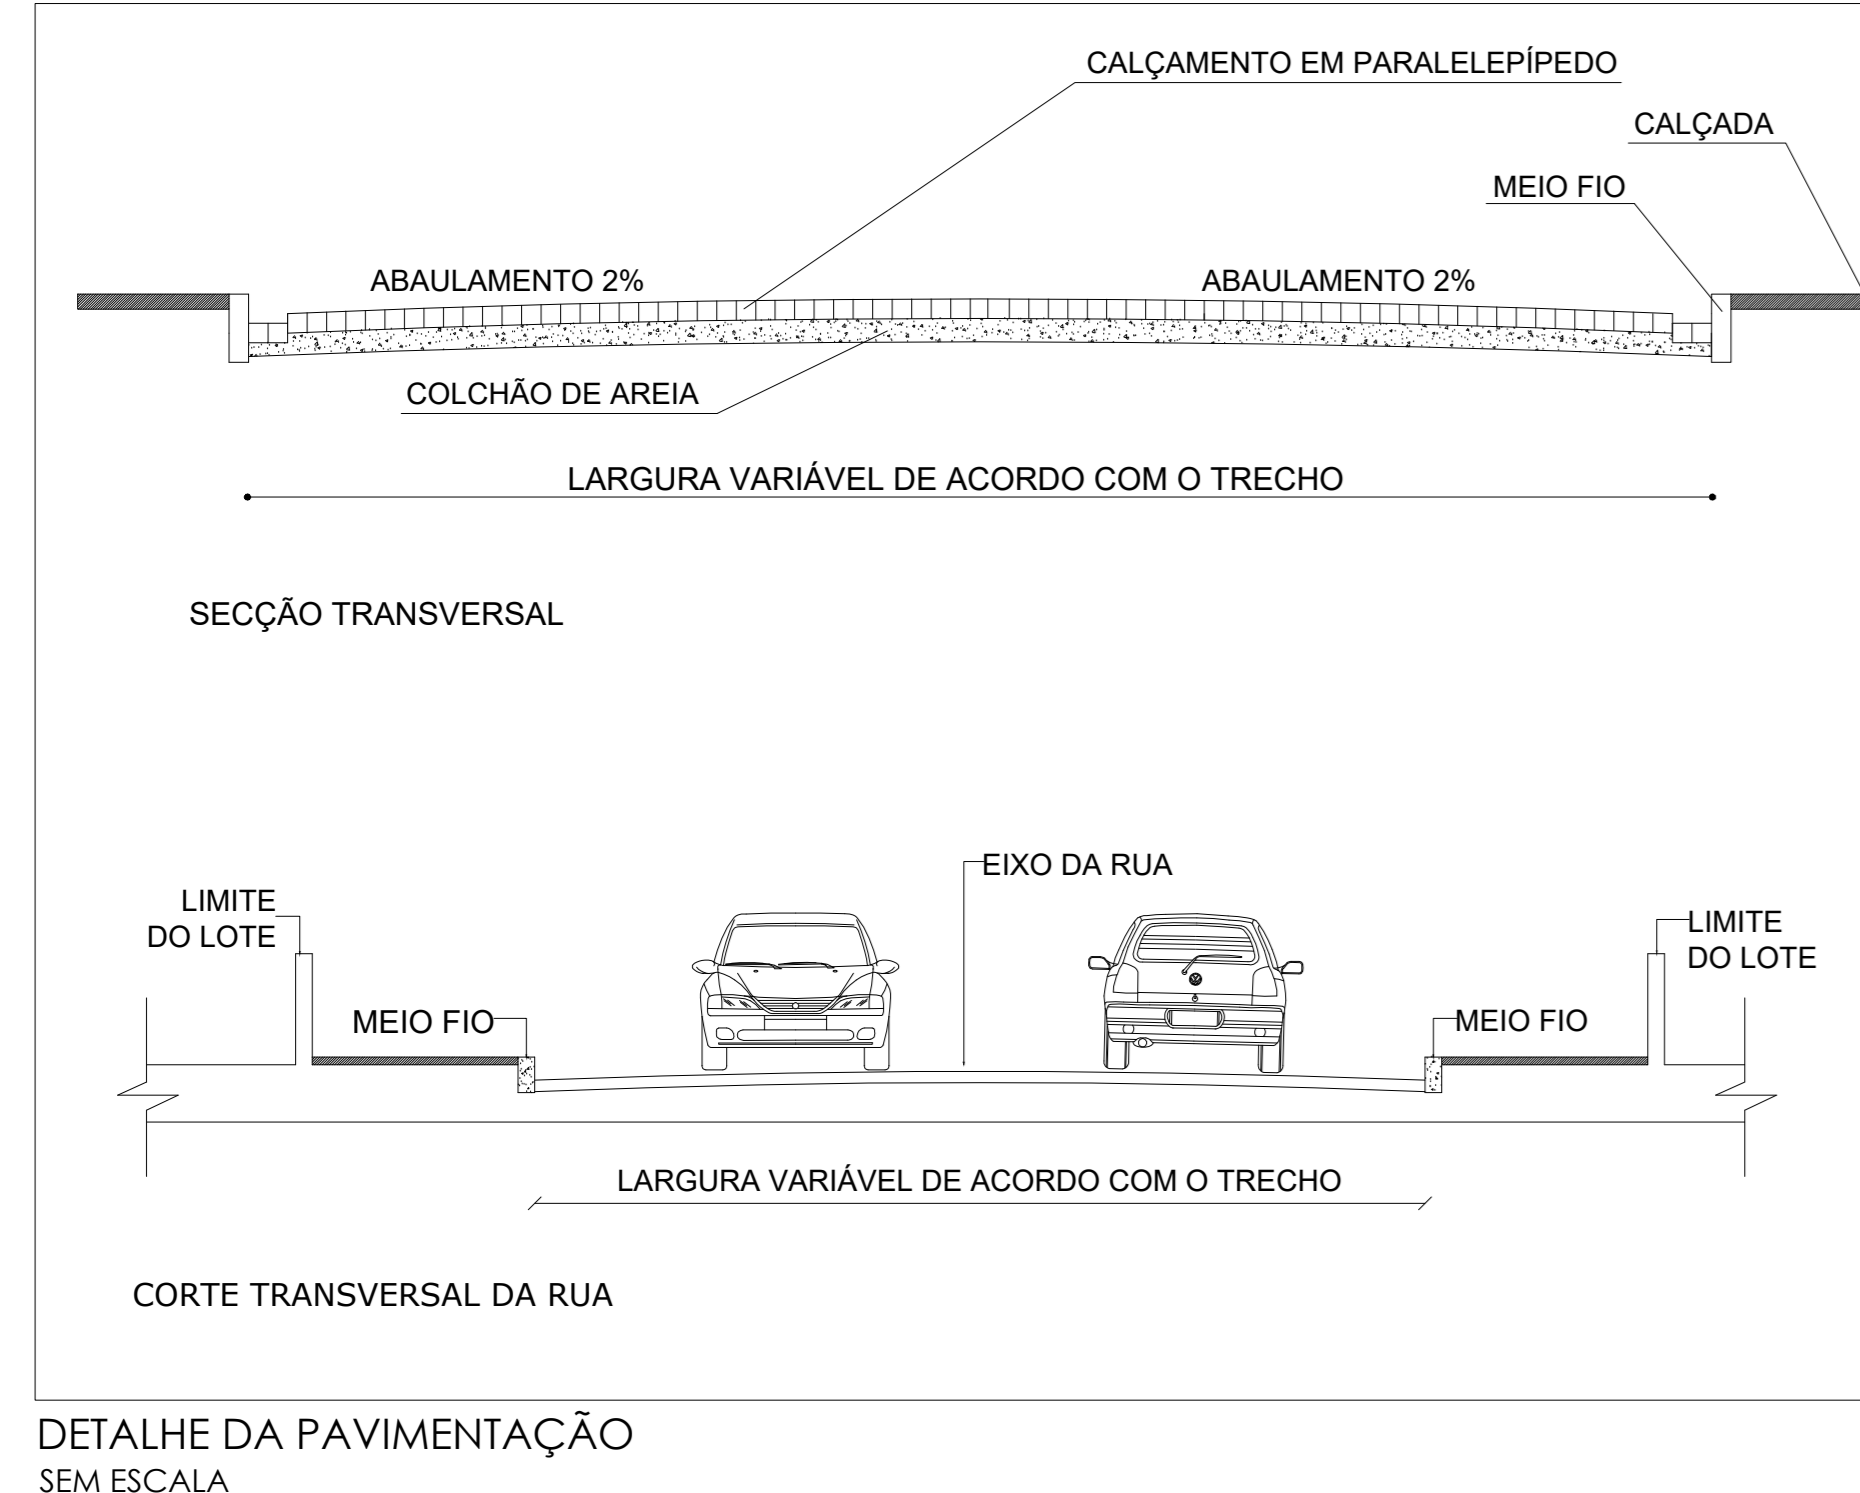 CALÇAMENTO EM PARALELEPÍPEDO
CALÇADA
MEIO FIO
ABAULAMENTO 2%
ABAULAMENTO 2%
COLCHÃO DE AREIA
LARGURA VARIÁVEL DE ACORDO COM O TRECHO
SECÇÃO TRANSVERSAL
EIXO DA RUA
LIMITE
DO LOTE
LIMITE
DO LOTE
MEIO FIO
MEIO FIO
LARGURA VARIÁVEL DE ACORDO COM O TRECHO
CORTE TRANSVERSAL DA RUA
DETALHE DA PAVIMENTAÇÃO
SEM ESCALA